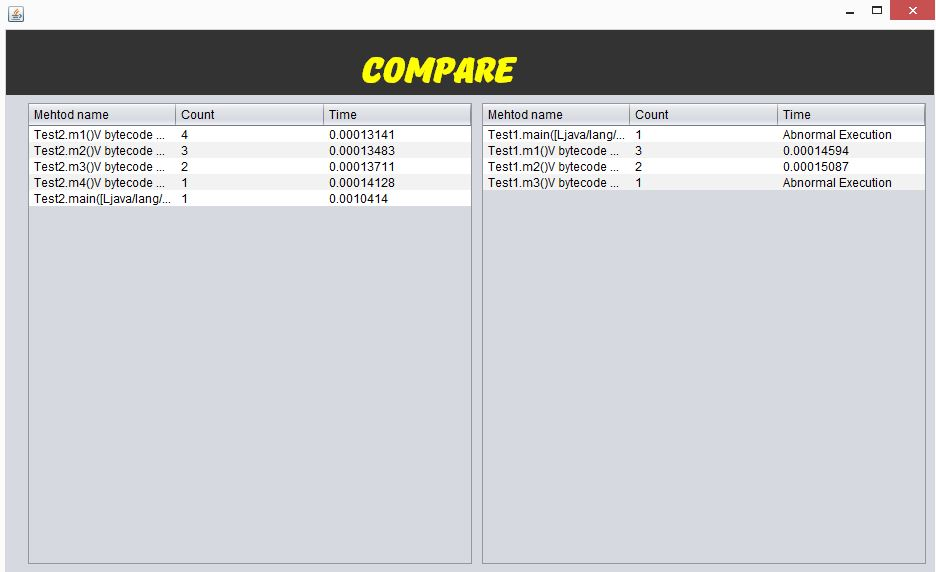 COMPARE
Mehtod name Count Time
Test2.m1()V bytecode ... 4 0.00013141
Test2.m2()V bytecode ... 3 0.00013483
Test2.m3()V bytecode ... 2 0.00013711
Test2.m4()V bytecode ... 1 0.00014128
Test2.main([Ljava/lang/... 1 0.0010414
Mehtod name Count Time
Test1.main([Ljava/lang/... 1 Abnormal Execution
Test1.m1()V bytecode ... 3 0.00014594
Test1.m2()V bytecode ... 2 0.00015087
Test1.m3()V bytecode ... 1 Abnormal Execution